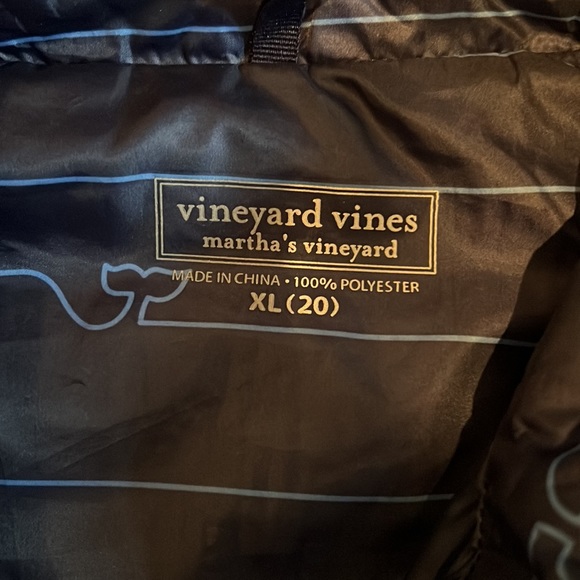 vineyard vines
martha's vineyard
MADE IN CHINA • 100% POLYESTER
XL (20)